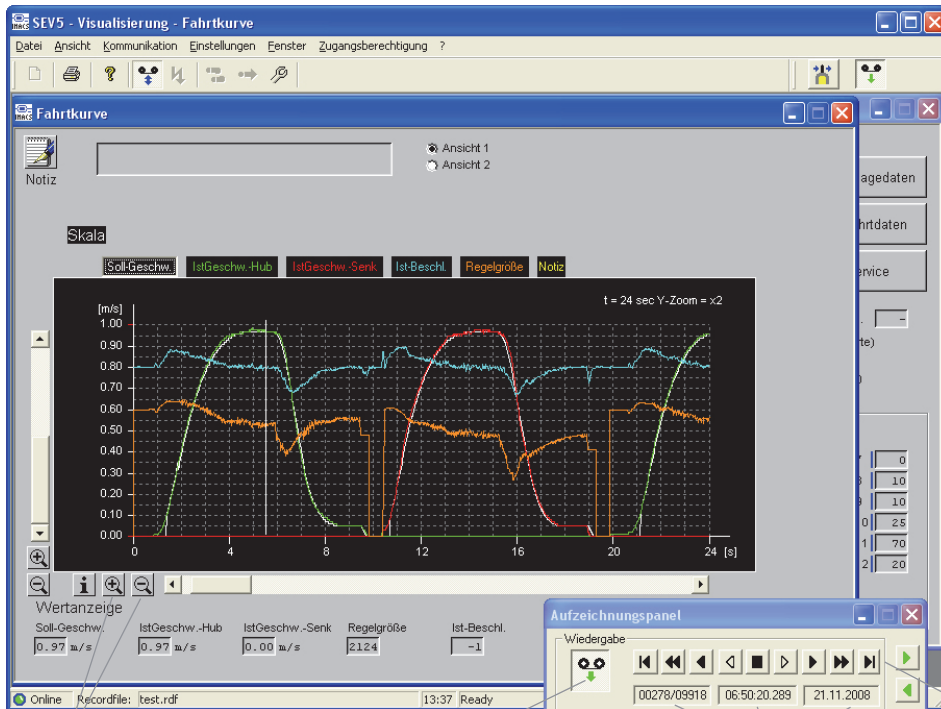 SEV5 - Visualisierung - Fahrtkurve
Datei Ansicht Kommunikation Einstellungen Fenster Zugangsberechtigung ?
Fahrtkurve
Notiz
Ansicht 1
Ansicht 2
agedaten
hrtdaten
ervice
Skala
Soll-Geschw. IstGeschw.-Hub IstGeschw.-Senk. Ist-Beschl. Regelgröße Notiz
t = 24 sec Y-Zoom = x2
[m/s]
1.00
0.90
0.80
0.70
0.60
0.50
0.40
0.30
0.20
0.10
0.00
0 4 8 12 16 20 24 [s]
-
te)
0
10
10
0 25
1 70
2 20
Wertanzeige
Soll-Geschw. IstGeschw.-Hub IstGeschw.-Senk Regelgröße Ist-Beschl.
0.97 m/s 0.97 m/s 0.00 m/s 2124 -1
Aufzeichnungspanel
Wiedergabe
00278/09918 06:50:20.289 21.11.2008
Online Recordfile: test.rdf 13:37 Ready